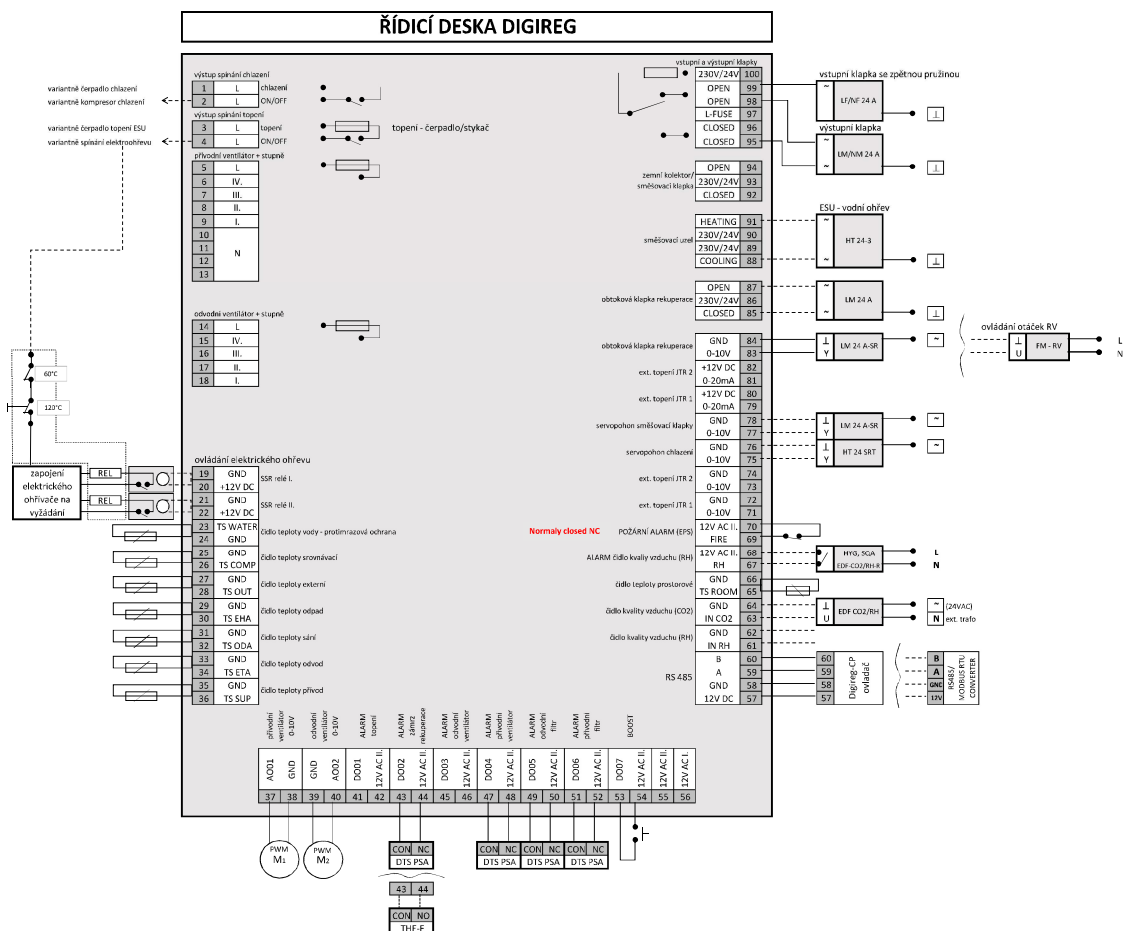 ŘÍDICÍ DESKA DIGIREG
výstup spínání chlazení
1 L chlazení
2 L ON/OFF
variantně čerpadlo chlazení
variantně kompresor chlazení
výstup spínání topení
3 L topení
4 L ON/OFF
topení - čerpadlo/stykač
variantně čerpadlo topení ESU
variantně spínání elektroohřevu
přívodní ventilátor + stupně
5 L
6 IV.
7 III.
8 II.
9 I.
10
11
12
13
N
odvodní ventilátor + stupně
14 L
15 IV.
16 III.
17 II.
18 I.
60°C
120°C
zapojení
elektrického
ohřívače na
vyžádání
REL
REL
ovládání elektrického ohřevu
19 GND
20 +12V DC
SSR relé I.
21 GND
22 +12V DC
SSR relé II.
23 TS WATER
24 GND
čidlo teploty vody - protimrazová ochrana
25 GND
26 TS COMP
čidlo teploty srovnávací
27 GND
28 TS OUT
čidlo teploty externí
29 GND
30 TS EHA
čidlo teploty odpad
31 GND
32 TS ODA
čidlo teploty sání
33 GND
34 TS ETA
čidlo teploty odvod
35 GND
36 TS SUP
čidlo teploty přívod
vstupní a výstupní klapky
230V/24V 100
OPEN 99
OPEN 98
L-FUSE 97
CLOSED 96
CLOSED 95
vstupní klapka se zpětnou pružinou
~
LF/NF 24 A
⊥
výstupní klapka
~
~
LM/NM 24 A
⊥
zemní kolektor/
směšovací klapka
OPEN 94
230V/24V 93
CLOSED 92
ESU - vodní ohřev
směšovací uzel
HEATING 91
230V/24V 90
230V/24V 89
COOLING 88
~
~
HT 24-3
⊥
obtoková klapka rekuperace
OPEN 87
230V/24V 86
CLOSED 85
~
~
LM 24 A
⊥
obtoková klapka rekuperace
GND 84
0-10V 83
⊥
Y
LM 24 A-SR
~
ovládání otáček RV
⊥
U
FM - RV
L
N
ext. topení JTR 2
+12V DC 82
0-20mA 81
ext. topení JTR 1
+12V DC 80
0-20mA 79
servopohon směšovací klapky
GND 78
0-10V 77
⊥
Y
LM 24 A-SR
~
servopohon chlazení
GND 76
0-10V 75
⊥
Y
HT 24 SRT
~
ext. topení JTR 2
GND 74
0-10V 73
ext. topení JTR 1
GND 72
0-10V 71
Normaly closed NC
POŽÁRNÍ ALARM (EPS)
12V AC II. 70
FIRE 69
ALARM čidlo kvaliy vzduchu (RH)
12V AC II. 68
RH 67
EDF-CO2/RH-R
L
N
čidlo teploty prostorové
GND 66
TS ROOM 65
čidlo kvality vzduchu (CO2)
GND 64
IN CO2 63
⊥
U
EDF CO2/RH
~ (24VAC)
N ext. trafo
čidlo kvality vzduchu (RH)
GND 62
IN RH 61
RS 485
B 60
A 59
GND 58
12V DC 57
60
59
58
57
Digireg-CP
ovladač
B
A
GND
12V
RS485/
MODBUS RTU
CONVERTER
přívodní
ventilátor
0-10V
odvodní
ventilátor
0-10V
ALARM
topení
ALARM
zámrz
rekuperace
ALARM
odvodní
ventilátor
ALARM
přívodní
ventilátor
ALARM
odvodní
filtr
ALARM
přívodní
filtr
BOOST
AO01 GND GND AO02 DO01 12V AC II. DO02 12V AC II. DO03 12V AC II. DO04 12V AC II. DO05 12V AC II. DO06 12V AC II. DO07 12V AC II. 12V AC II. 12V AC I.
37 38 39 40 41 42 43 44 45 46 47 48 49 50 51 52 53 54 55 56
PWM
M1
PWM
M2
CON NC
DTS PSA
CON NC CON NC CON NC
DTS PSA DTS PSA DTS PSA
43 44
CON NO